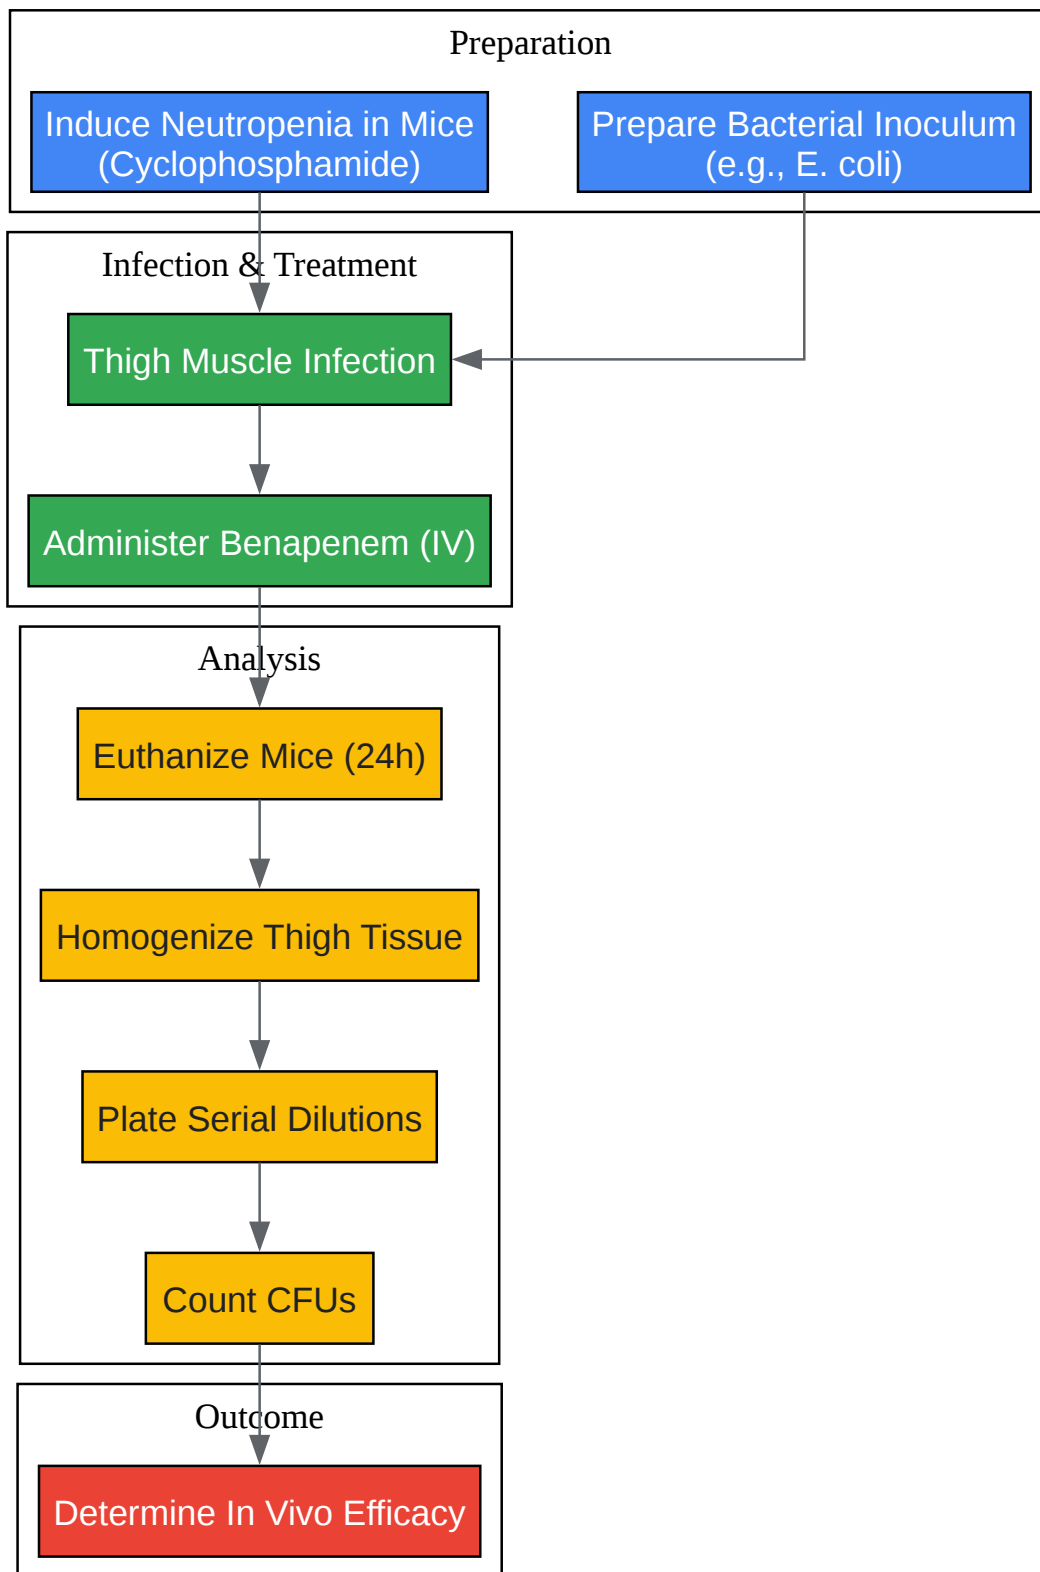 Preparation
Induce Neutropenia in Mice
(Cyclophosphamide)
Prepare Bacterial Inoculum
(e.g., E. coli)
Infection & Treatment
Thigh Muscle Infection
Administer Benapenem (IV)
Analysis
Euthanize Mice (24h)
Homogenize Thigh Tissue
Plate Serial Dilutions
Count CFUs
Outcome
Determine In Vivo Efficacy